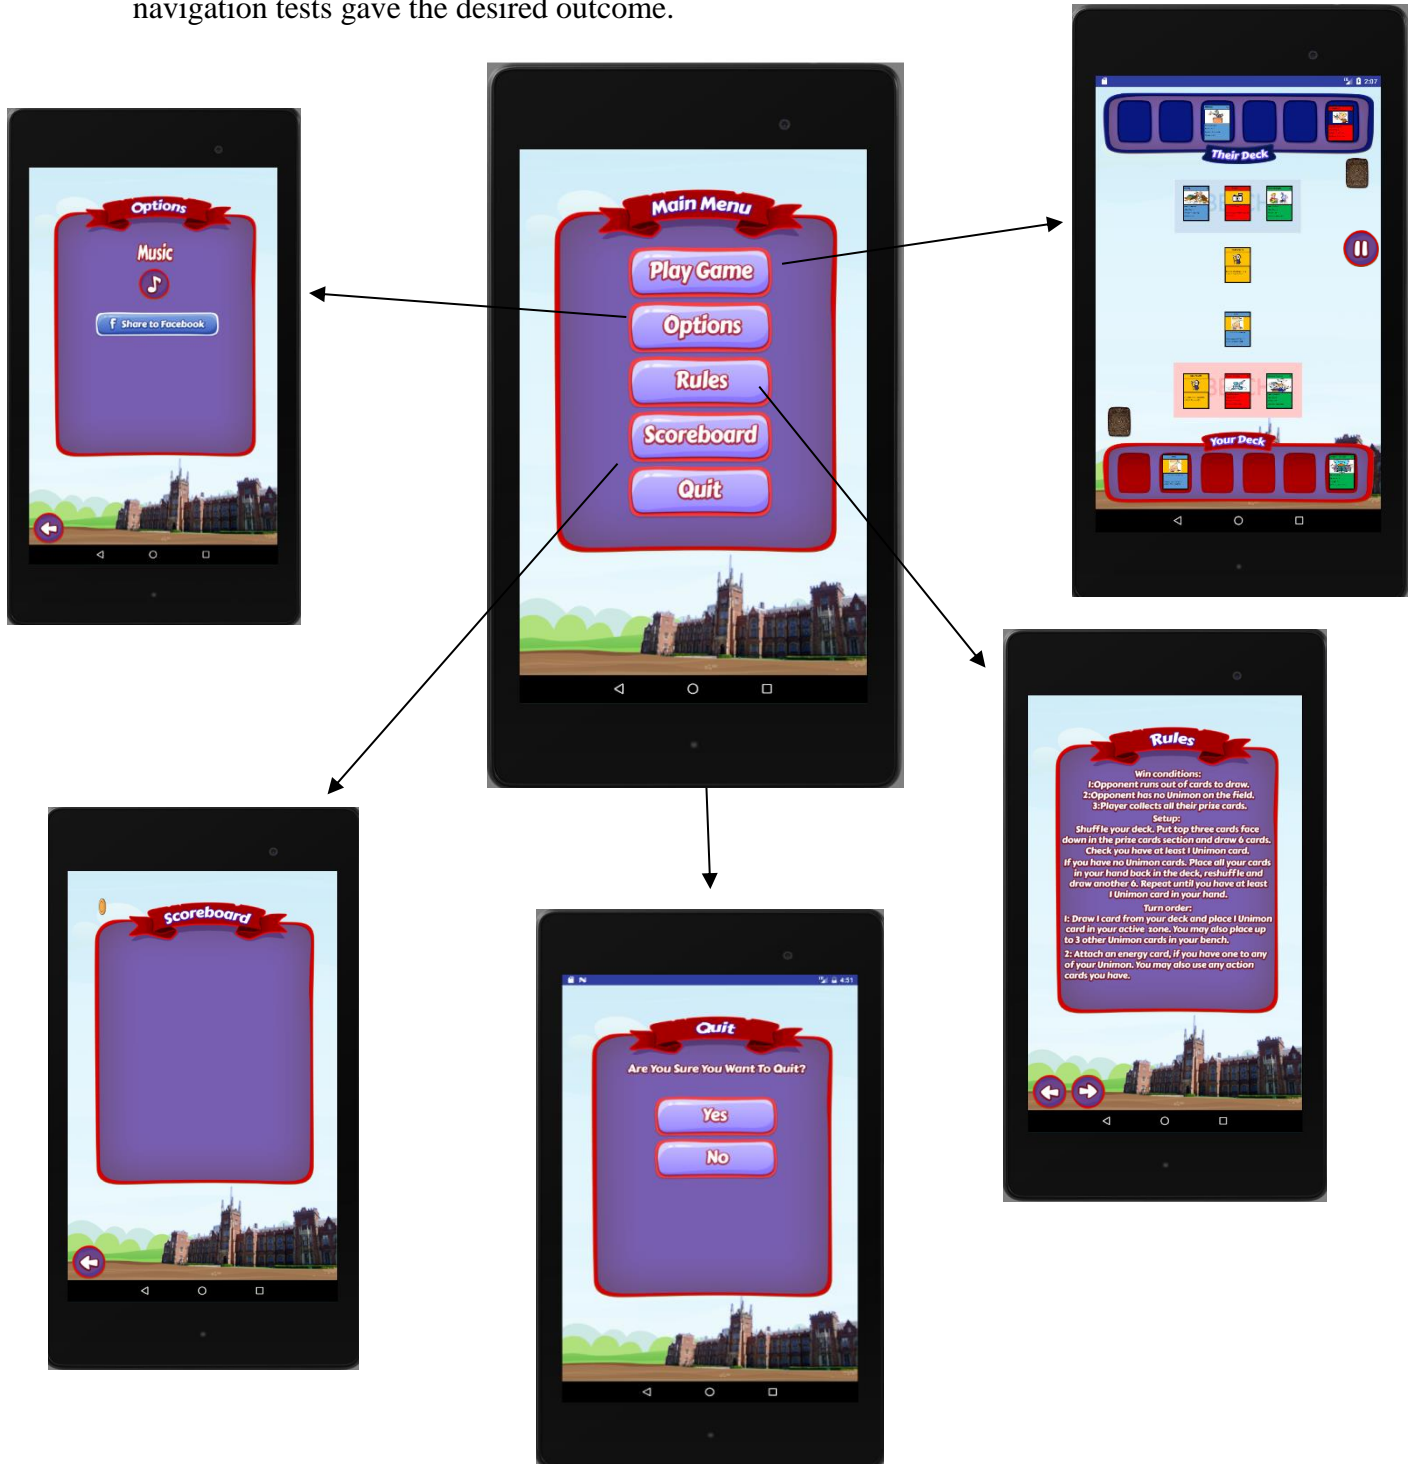 navigation tests gave the desired outcome.
Options
Music
f Share to Facebook
Main Menu
Play Game
Options
Rules
Scoreboard
Quit
2:07
Their Deck
Your Deck
Scoreboard
4:51
Quit
Are You Sure You Want To Quit?
Yes
No
Rules
Win conditions:
1:Opponent runs out of cards to draw.
2:Opponent has no Unimon on the field.
3:Player collects all their prize cards.
Setup:
Shuffle your deck. Put top three cards face
down in the prize cards section and draw 6 cards.
Check you have at least 1 Unimon card.
If you have no Unimon cards. Place all your cards
in your hand back in the deck, reshuffle and
draw another 6. Repeat until you have at least
1 Unimon card in your hand.
Turn order:
1: Draw 1 card from your deck and place 1 Unimon
card in your active zone. You may also place up
to 3 other Unimon cards in your bench.
2: Attach an energy card, if you have one to any
of your Unimon. You may also use any action
cards you have.